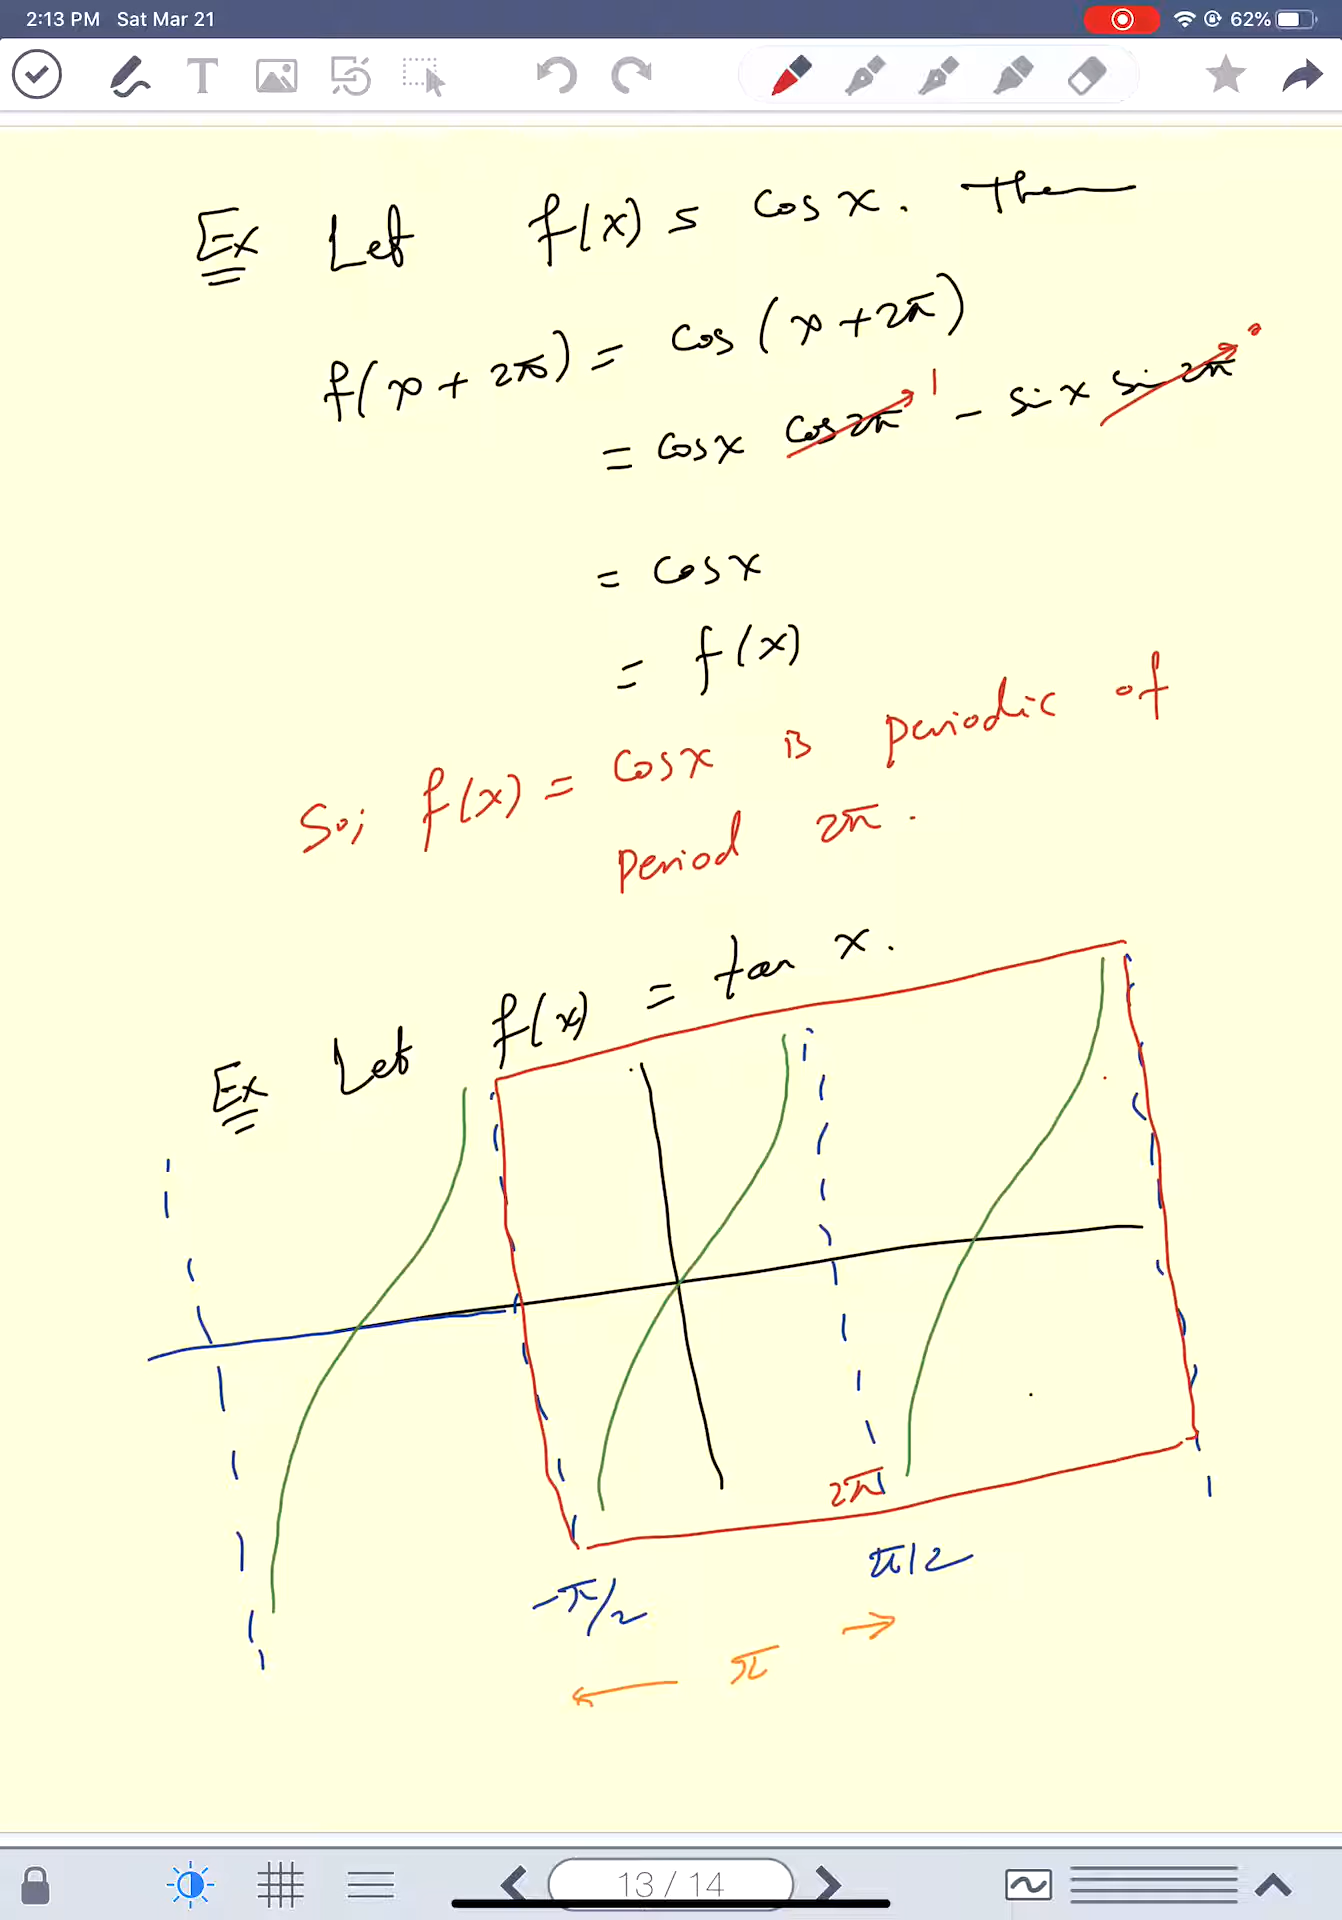 2:13 PM Sat Mar 21 62%
Ex Let f(x) = cos x. Then
f(x + 2π) = cos (x + 2π)
= cos x cos 2π 1 - sin x sin 2π 0
= cos x
= f(x)
So; f(x) = cos x is periodic of
period 2π.
Ex Let f(x) = tan x.
2π
-π/2 π/2
π
13 / 14